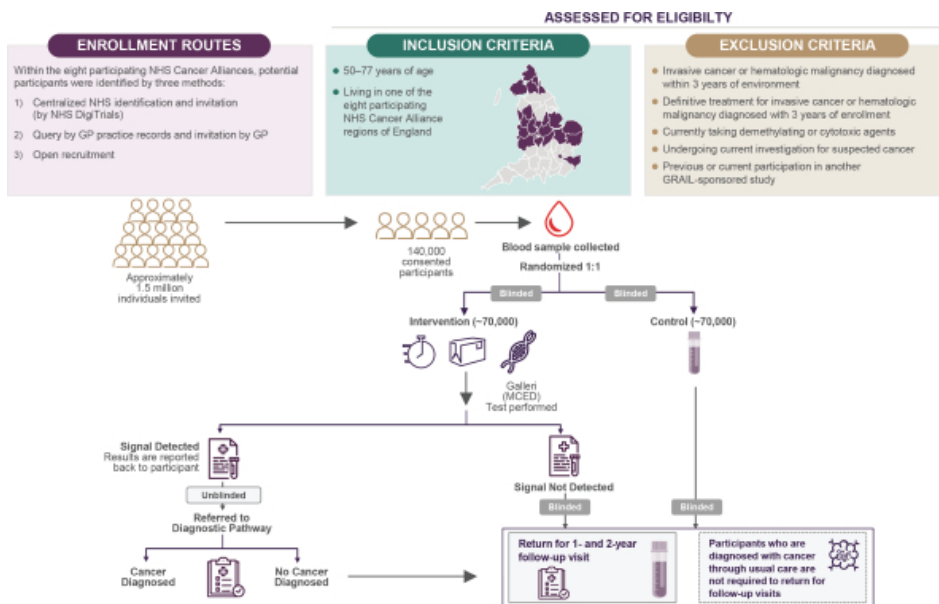 ASSESSED FOR ELIGIBILTY
ENROLLMENT ROUTES
Within the eight participating NHS Cancer Alliances, potential
participants were identified by three methods:
1) Centralized NHS identification and invitation
(by NHS DigiTrials)
2) Query by GP practice records and invitation by GP
3) Open recruitment
INCLUSION CRITERIA
50–77 years of age
Living in one of the
eight participating
NHS Cancer Alliance
regions of England
EXCLUSION CRITERIA
Invasive cancer or hematologic malignancy diagnosed
within 3 years of environment
Definitive treatment for invasive cancer or hematologic
malignancy diagnosed with 3 years of enrollment
Currently taking demethylating or cytotoxic agents
Undergoing current investigation for suspected cancer
Previous or current participation in another
GRAIL-sponsored study
Approximately
1.5 million
individuals invited
140,000
consented
participants
Blood sample collected
Randomized 1:1
Blinded
Blinded
Intervention (~70,000)
Control (~70,000)
Galleri
(MCED)
Test performed
Signal Detected
Results are reported
back to participant
Unblinded
Referred to
Diagnostic Pathway
Cancer
Diagnosed
No Cancer
Diagnosed
Signal Not Detected
Blinded
Blinded
Return for 1- and 2-year
follow-up visit
Participants who are
diagnosed with cancer
through usual care are
not required to return for
follow-up visits